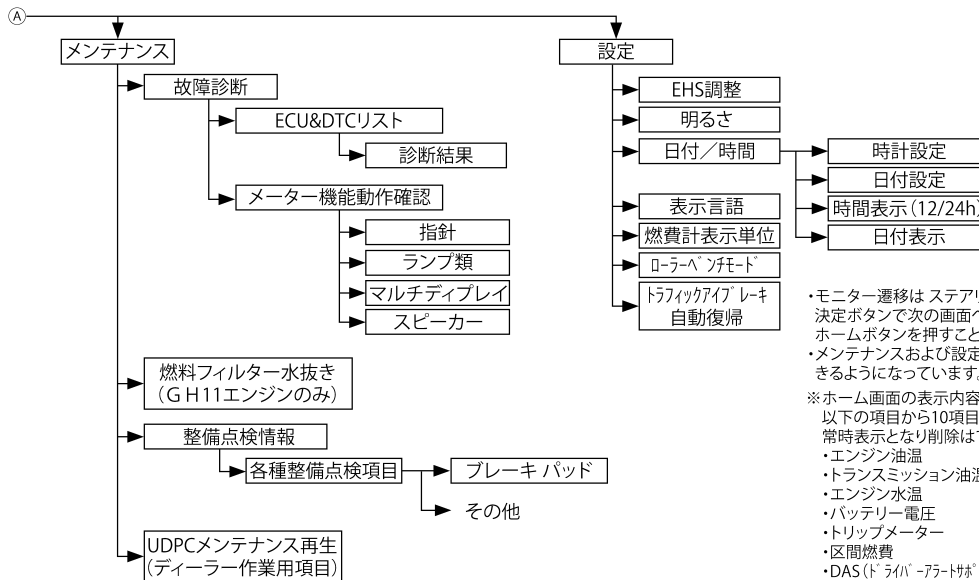 Ⓐ
メンテナンス
故障診断
ECU&DTCリスト
診断結果
メーター機能動作確認
指針
ランプ類
マルチディプレイ
スピーカー
燃料フィルター水抜き
(GH11エンジンのみ)
整備点検情報
各種整備点検項目
ブレーキ パッド
その他
UDPCメンテナンス再生
(ディーラー作業用項目)
設定
EHS調整
明るさ
日付／時間
時計設定
日付設定
時間表示(12/24h)
日付表示
表示言語
燃費計表示単位
ﾛｰﾗｰﾍﾞﾝﾁﾓｰﾄﾞ
ﾄﾗﾌｨｯｸｱｲﾌﾞﾚｰｷ
自動復帰
・モニター遷移は ステアリ
決定ボタンで次の画面へ
ホームボタンを押すこと
・メンテナンスおよび設定
きるようになっています。
※ホーム画面の表示内容
以下の項目から10項目
常時表示となり削除は
・エンジン油温
・トランスミッション油温
・エンジン水温
・バッテリー電圧
・トリップメーター
・区間燃費
・DAS(ﾄﾞﾗｲﾊﾞｰｱﾗｰﾄｻﾎﾟ